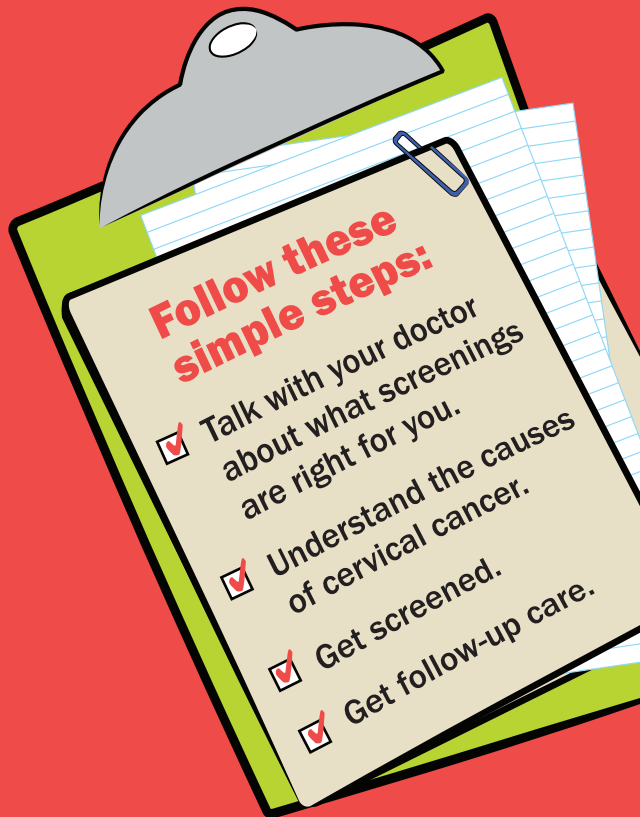 Follow these
simple steps:
Talk with your doctor
about what screenings
are right for you.
Understand the causes
of cervical cancer.
Get screened.
Get follow-up care.